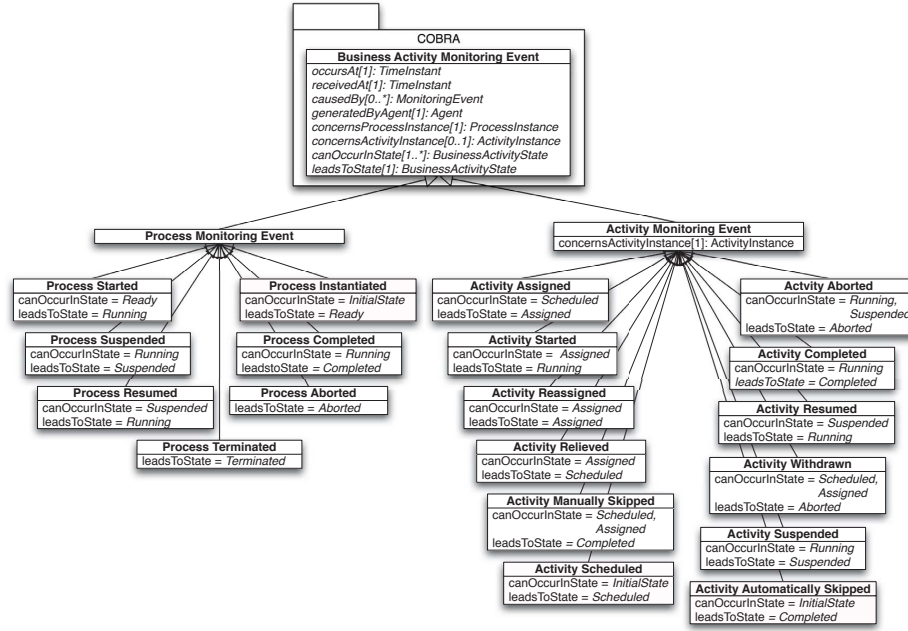 COBRA
Business Activity Monitoring Event
occursAt[1]: TimeInstant
receivedAt[1]: TimeInstant
causedBy[0..*]: MonitoringEvent
generatedByAgent[1]: Agent
concernsProcessInstance[1]: ProcessInstance
concernsActivityInstance[0..1]: ActivityInstance
canOccurInState[1..*]: BusinessActivityState
leadsToState[1]: BusinessActivityState
Process Monitoring Event
Process Started
canOccurInState = Ready
leadsToState = Running
Process Instantiated
canOccurInState = InitialState
leadsToState = Ready
Process Suspended
canOccurInState = Running
leadsToState = Suspended
Process Completed
canOccurInState = Running
leadstoState = Completed
Process Resumed
canOccurInState = Suspended
leadsToState = Running
Process Aborted
leadsToState = Aborted
Process Terminated
leadsToState = Terminated
Activity Monitoring Event
concernsActivityInstance[1]: ActivityInstance
Activity Assigned
canOccurInState = Scheduled
leadsToState = Assigned
Activity Started
canOccurInState = Assigned
leadsToState = Running
Activity Reassigned
canOccurInState = Assigned
leadsToState = Assigned
Activity Relieved
canOccurInState = Assigned
leadsToState = Scheduled
Activity Manually Skipped
canOccurInState = Scheduled,
Assigned
leadsToState = Completed
Activity Scheduled
canOccurInState = InitialState
leadsToState = Scheduled
Activity Aborted
canOccurInState = Running,
Suspended
leadsToState = Aborted
Activity Completed
canOccurInState = Running
leadsToState = Completed
Activity Resumed
canOccurInState = Suspended
leadsToState = Running
Activity Withdrawn
canOccurInState = Scheduled,
Assigned
leadsToState = Aborted
Activity Suspended
canOccurInState = Running
leadsToState = Suspended
Activity Automatically Skipped
canOccurInState = InitialState
leadsToState = Completed